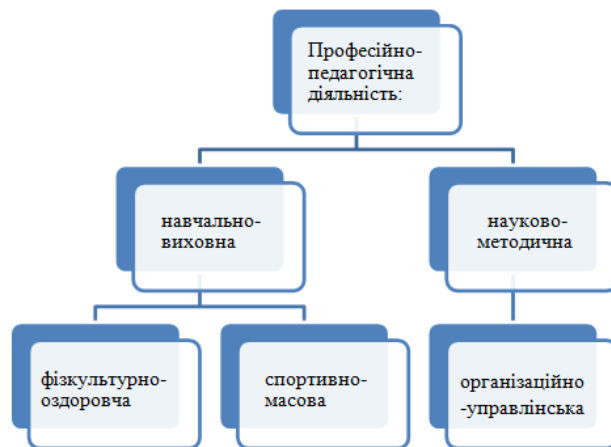 Професійно-
педагогічна
діяльність:
навчально-
виховна
науково-
методична
фізкультурно-
оздоровча
спортивно-
масова
організаційно
-управлінська